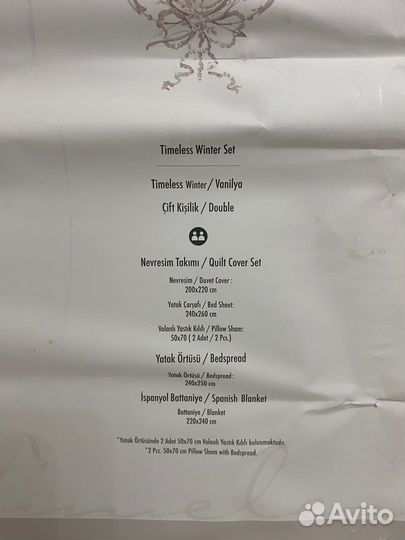 Timeless Winter Set
Timeless Winter / Vanilya
Çift Kişilik / Double
Nevresim Takımı / Quilt Cover Set
Nevresim / Duvet Cover :
200x220 cm
Yatak Çarşafı / Bed Sheet:
240x260 cm
Volanlı Yastık Kılıfı / Pillow Sham:
50x70 ( 2 Adet / 2 Pcs.)
Yatak Örtüsü / Bedspread
Yatak Örtüsü / Bedspread :
240x250 cm
İspanyol Battaniye / Spanish Blanket
Battaniye / Blanket
220x240 cm
*Yatak Örtüsünde 2 Adet 50x70 cm Volanlı Yastık Kılıfı bulunmaktadır.
*2 Pcs. 50x70 cm Pillow Sham with Bedspread.
Timel
Avito